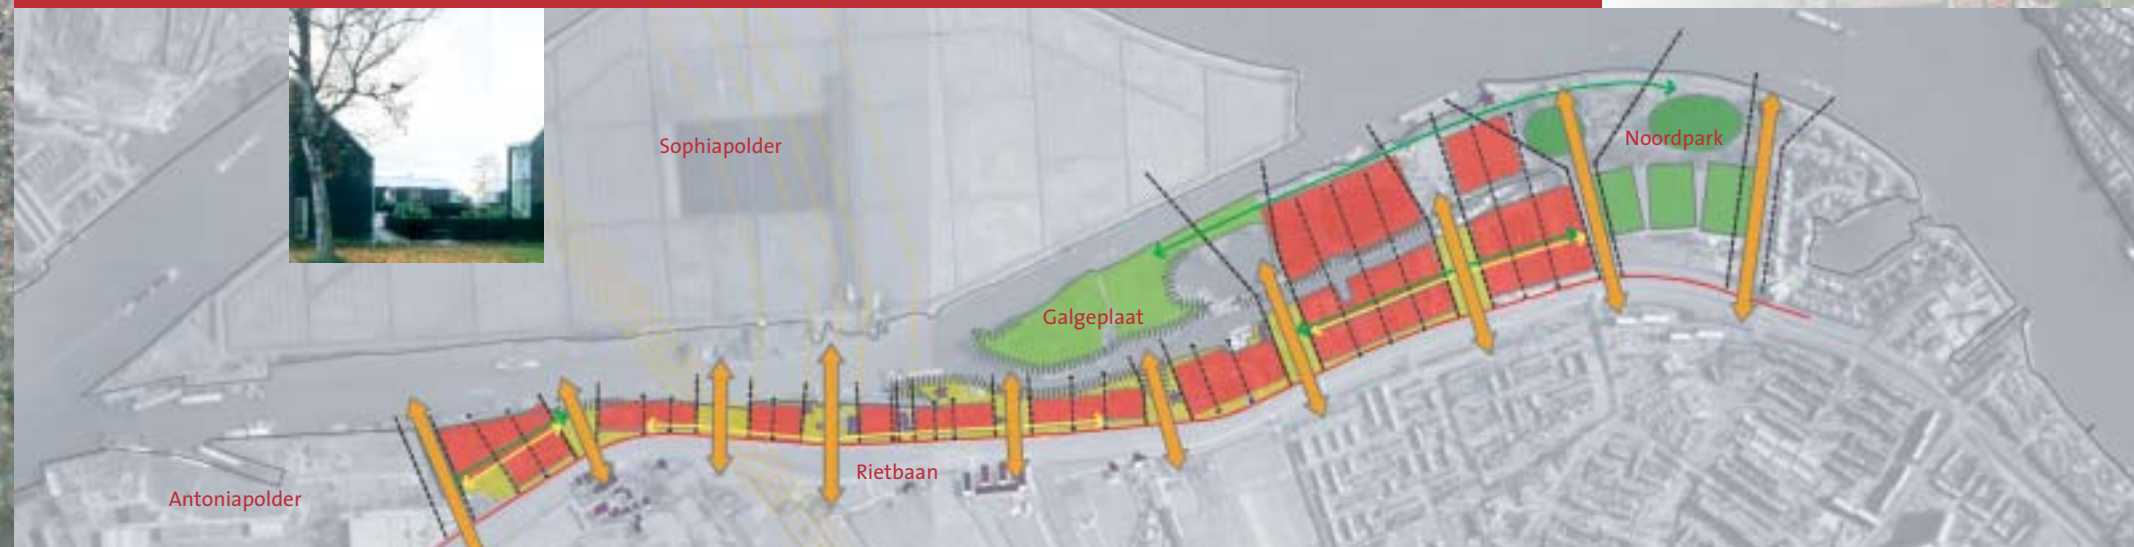 Sophiapolder
Noordpark
Galgeplaat
Rietbaan
Antoniapolder